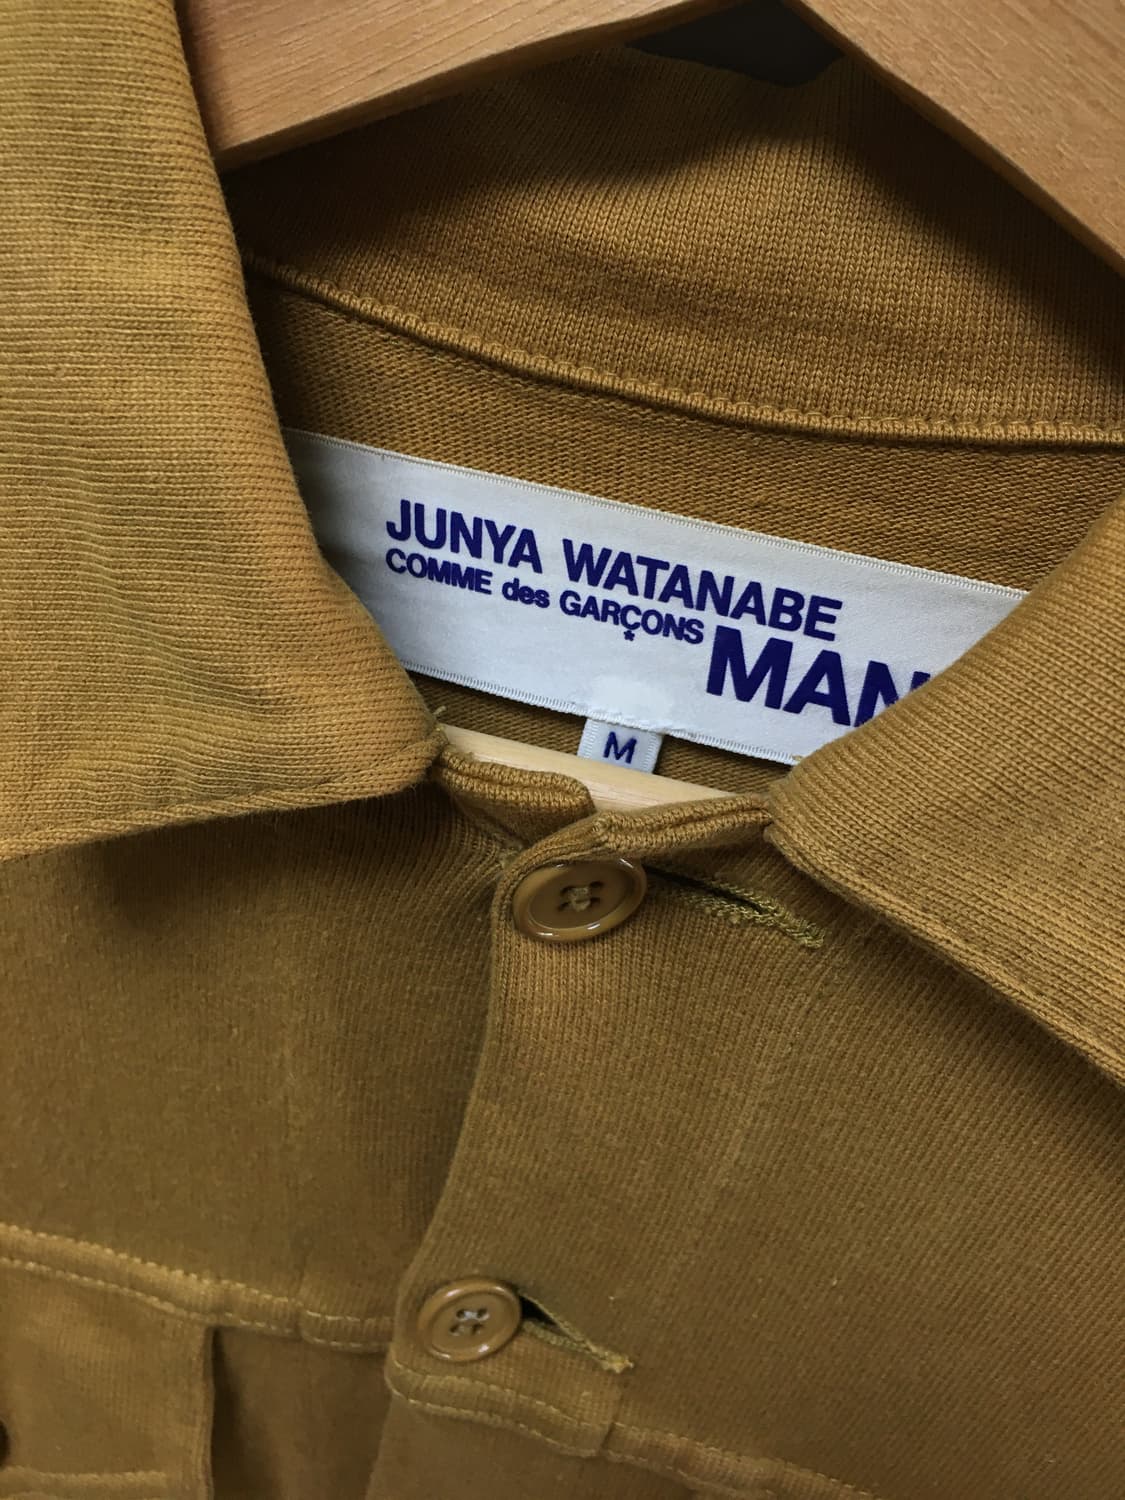 JUNYA WATANABE
COMME des GARÇONS
*
MAN
M